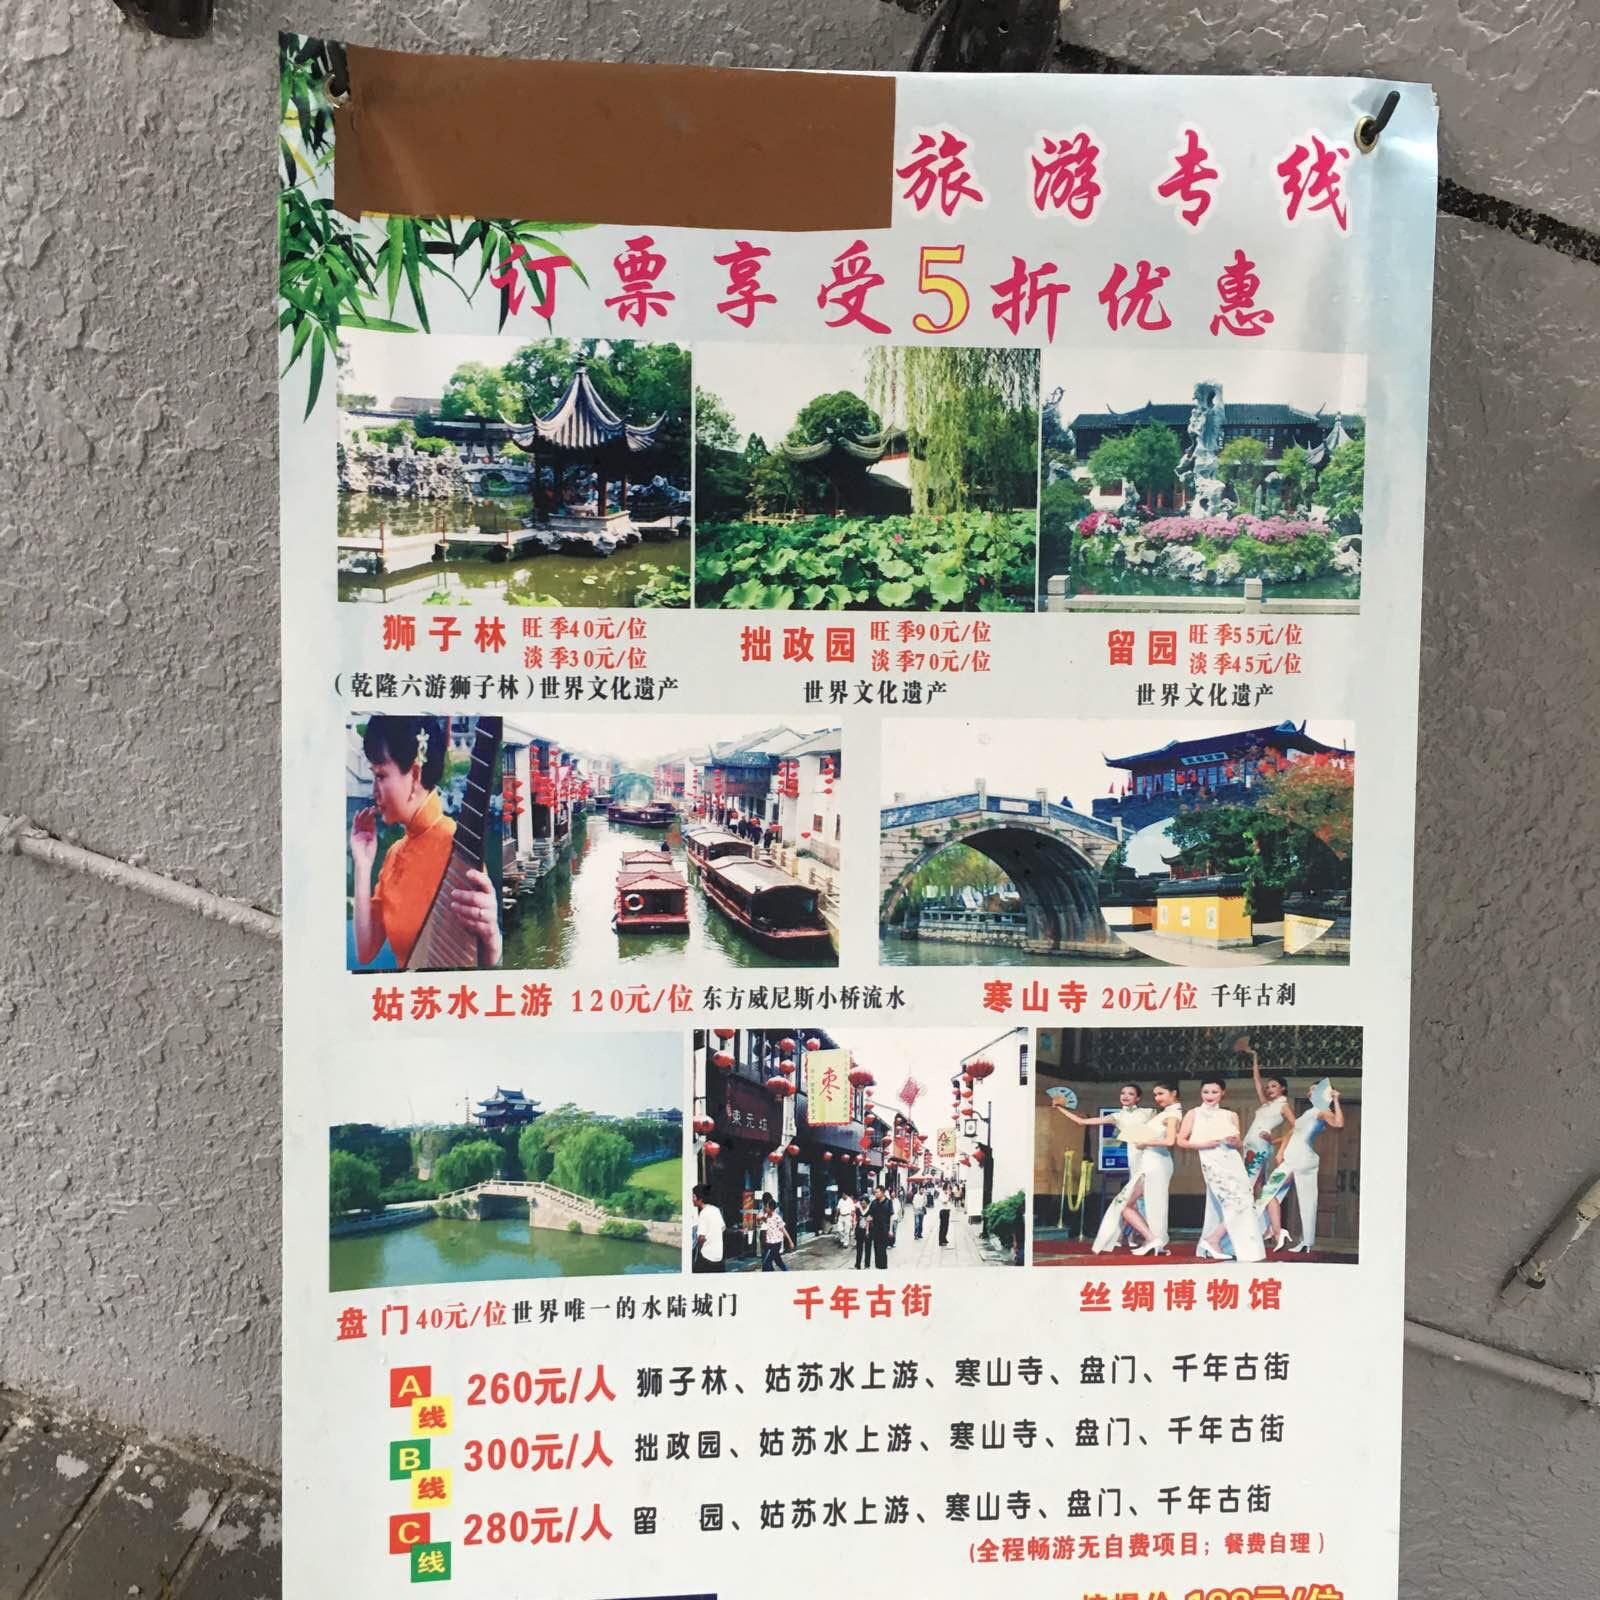 旅游专线
订票享受5折优惠
狮子林 旺季40元/位 淡季30元/位
(乾隆六游狮子林)世界文化遗产
拙政园 旺季90元/位 淡季70元/位
世界文化遗产
留园 旺季55元/位 淡季45元/位
世界文化遗产
姑苏水上游 120元/位 东方威尼斯小桥流水
寒山寺 20元/位 千年古刹
枣
盘门40元/位 世界唯一的水陆城门
千年古街
丝绸博物馆
A线 260元/人 狮子林、姑苏水上游、寒山寺、盘门、千年古街
B线 300元/人 拙政园、姑苏水上游、寒山寺、盘门、千年古街
C线 280元/人 留 园、姑苏水上游、寒山寺、盘门、千年古街
(全程畅游无自费项目；餐费自理)